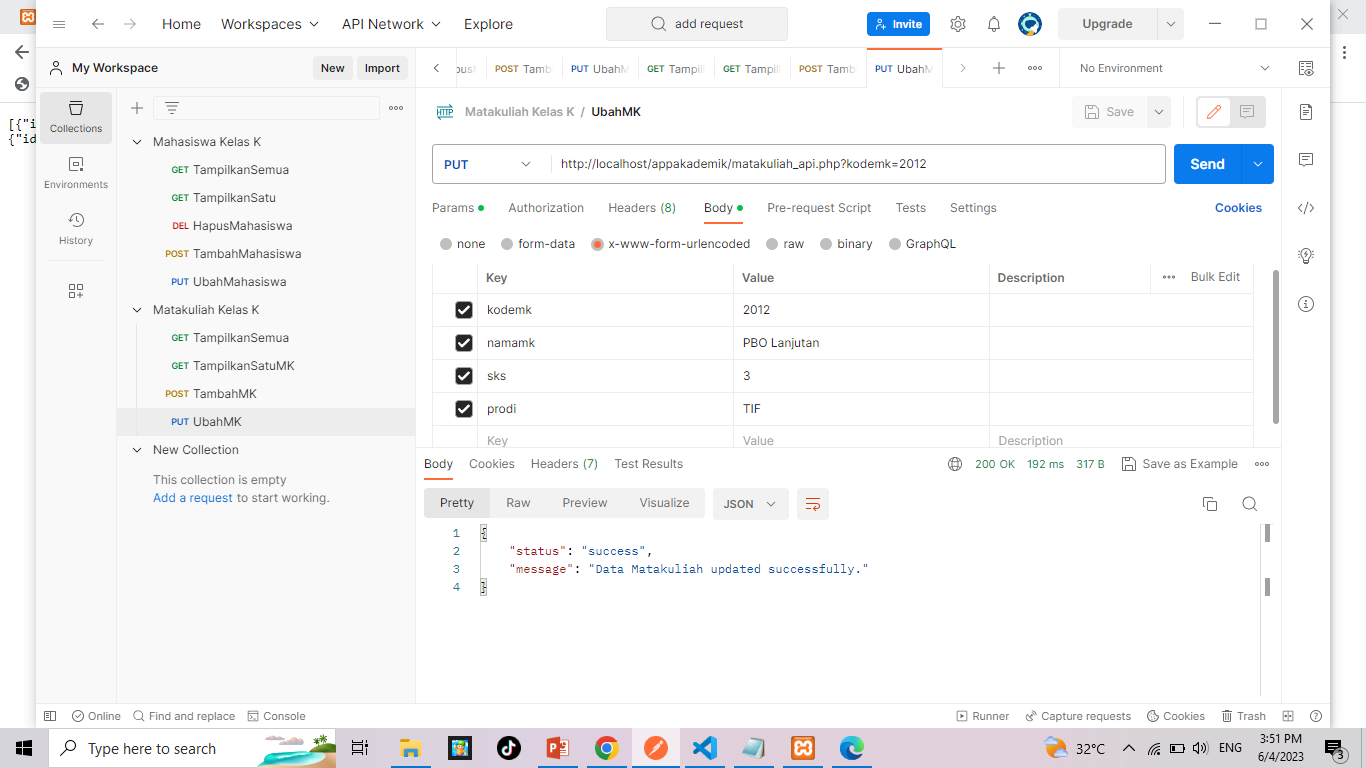 Home
Workspaces
API Network
Explore
add request
Invite
Upgrade
My Workspace
New
Import
POST Tamb
PUT UbahM
GET Tampil
GET Tampil
POST Tamb
PUT UbahM
No Environment
Collections
Environments
History
Mahasiswa Kelas K
GET TampilkanSemua
GET TampilkanSatu
DEL HapusMahasiswa
POST TambahMahasiswa
PUT UbahMahasiswa
Matakuliah Kelas K
GET TampilkanSemua
GET TampilkanSatuMK
POST TambahMK
PUT UbahMK
New Collection
This collection is empty
Add a request to start working.
HTTP
Matakuliah Kelas K / UbahMK
Save
PUT
http://localhost/appakademik/matakuliah_api.php?kodemk=2012
Send
Params
Authorization
Headers (8)
Body
Pre-request Script
Tests
Settings
Cookies
none
form-data
x-www-form-urlencoded
raw
binary
GraphQL
Key Value Description
Bulk Edit
kodemk 2012
namamk PBO Lanjutan
sks 3
prodi TIF
Key Value Description
Body
Cookies
Headers (7)
Test Results
200 OK
192 ms
317 B
Save as Example
Pretty
Raw
Preview
Visualize
JSON
1 {
2 "status": "success",
3 "message": "Data Matakuliah updated successfully."
4 }
[{"i
{"id
Online
Find and replace
Console
Runner
Capture requests
Cookies
Trash
Type here to search
32°C
ENG
3:51 PM
6/4/2023
3